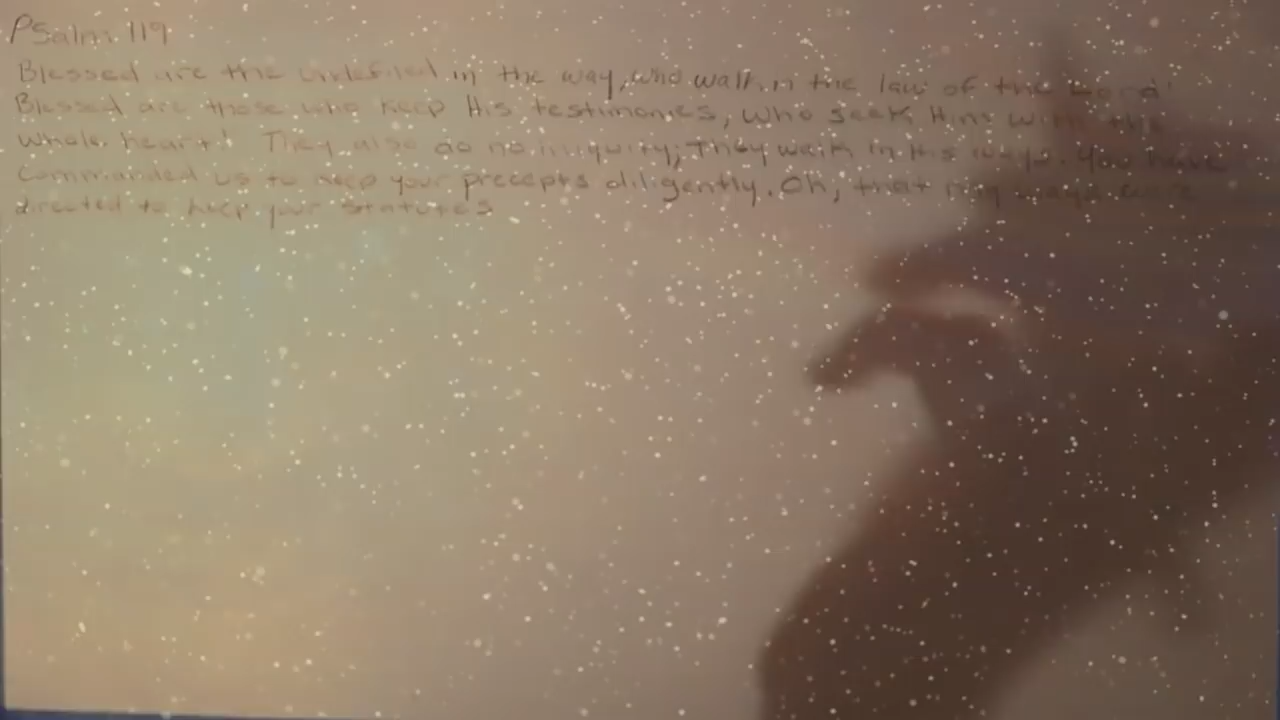 Psalm 119
Blessed are the undefiled in the way, who walk in the law of the Lord!
Blessed are those who keep His testimonies, who seek Him with the
whole heart! They also do no iniquity; They walk in His ways. You have
Commanded us to keep your precepts diligently. Oh, that my ways were
directed to keep your statutes